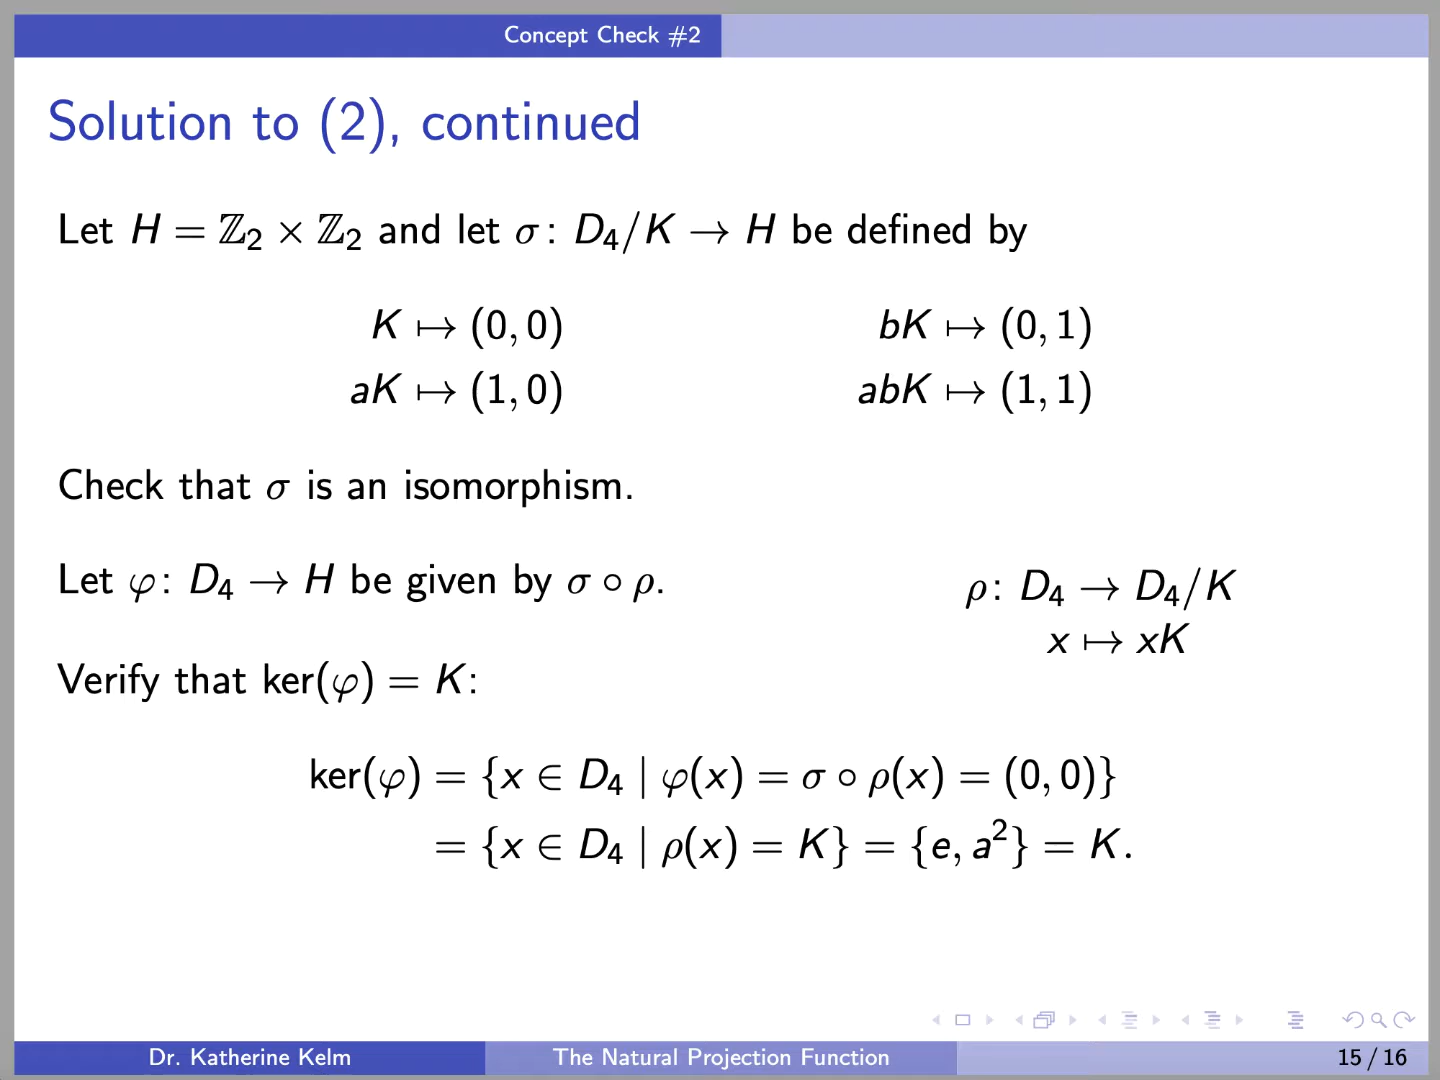 Concept Check #2
Solution to (2), continued
Let H = ℤ₂ × ℤ₂ and let σ: D₄/K → H be defined by
K ↦ (0, 0) bK ↦ (0, 1)
aK ↦ (1, 0) abK ↦ (1, 1)
Check that σ is an isomorphism.
Let φ: D₄ → H be given by σ ∘ ρ.
ρ: D₄ → D₄/K
x ↦ xK
Verify that ker(φ) = K:
ker(φ) = {x ∈ D₄ | φ(x) = σ ∘ ρ(x) = (0, 0)}
= {x ∈ D₄ | ρ(x) = K} = {e, a²} = K.
Dr. Katherine Kelm The Natural Projection Function 15 / 16